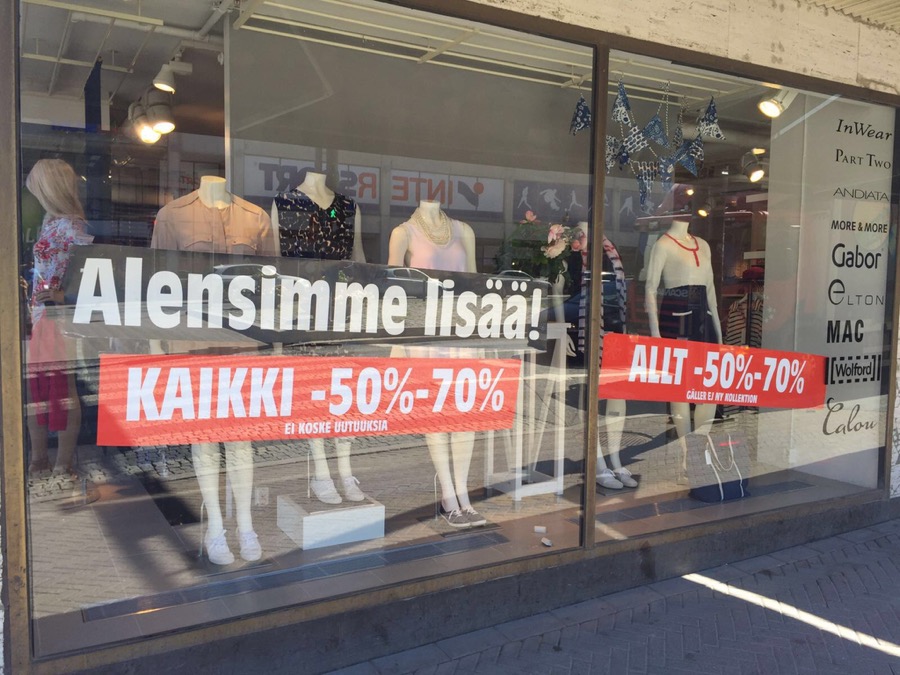 Alensimme lisää!
KAIKKI -50%-70%
EI KOSKE UUTUUKSIA
ALLT -50%-70%
GÄLLER EJ NY KOLLEKTION
InWear
PART TWO
ANDIATA
MORE & MORE
Gabor
ELTON
MAC
Wolford
Calou
INTERSPORT